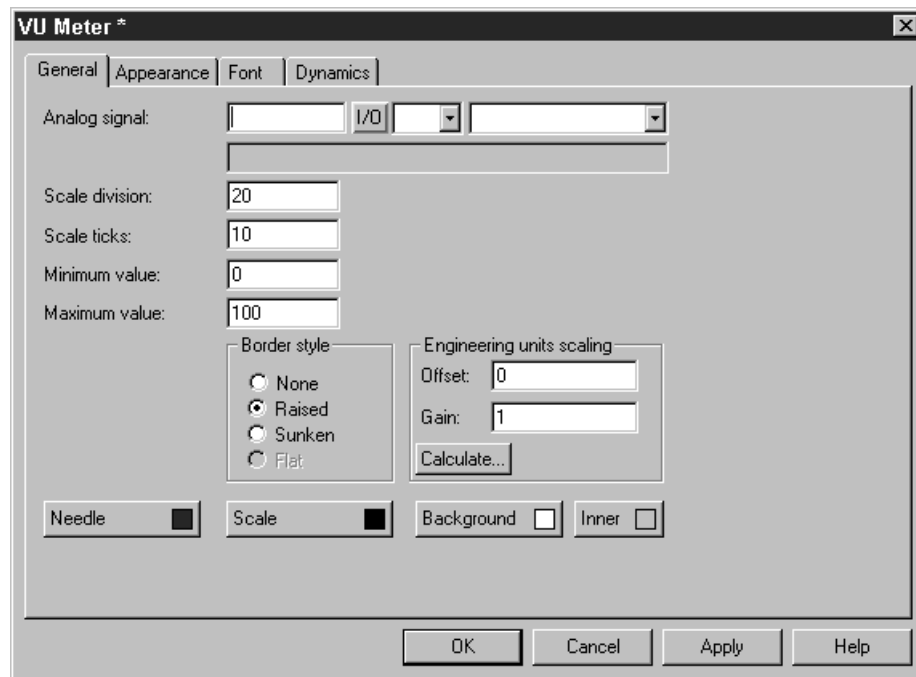 VU Meter *
General Appearance Font Dynamics
Analog signal: I/O
Scale division: 20
Scale ticks: 10
Minimum value: 0
Maximum value: 100
Border style
None
Raised
Sunken
Flat
Engineering units scaling
Offset: 0
Gain: 1
Calculate...
Needle Scale Background Inner
OK Cancel Apply Help